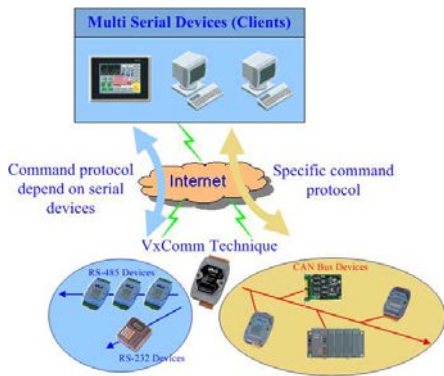 Multi Serial Devices (Clients)
Command protocol
depend on serial
devices
Internet
Specific command
protocol
VxComm Technique
RS-485 Devices
CAN Bus Devices
RS-232 Devices